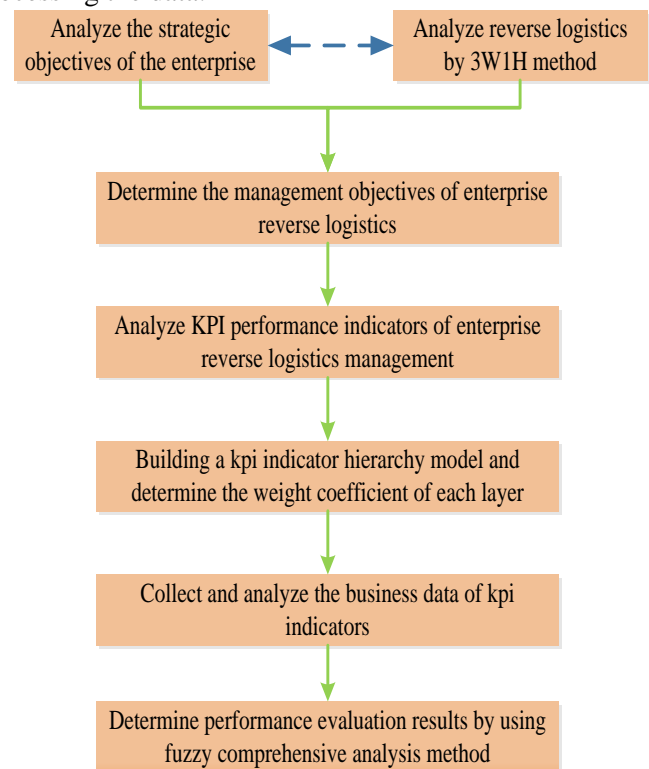 Analyze the strategic
objectives of the enterprise
Analyze reverse logistics
by 3W1H method
Determine the management objectives of enterprise
reverse logistics
Analyze KPI performance indicators of enterprise
reverse logistics management
Building a kpi indicator hierarchy model and
determine the weight coefficient of each layer
Collect and analyze the business data of kpi
indicators
Determine performance evaluation results by using
fuzzy comprehensive analysis method